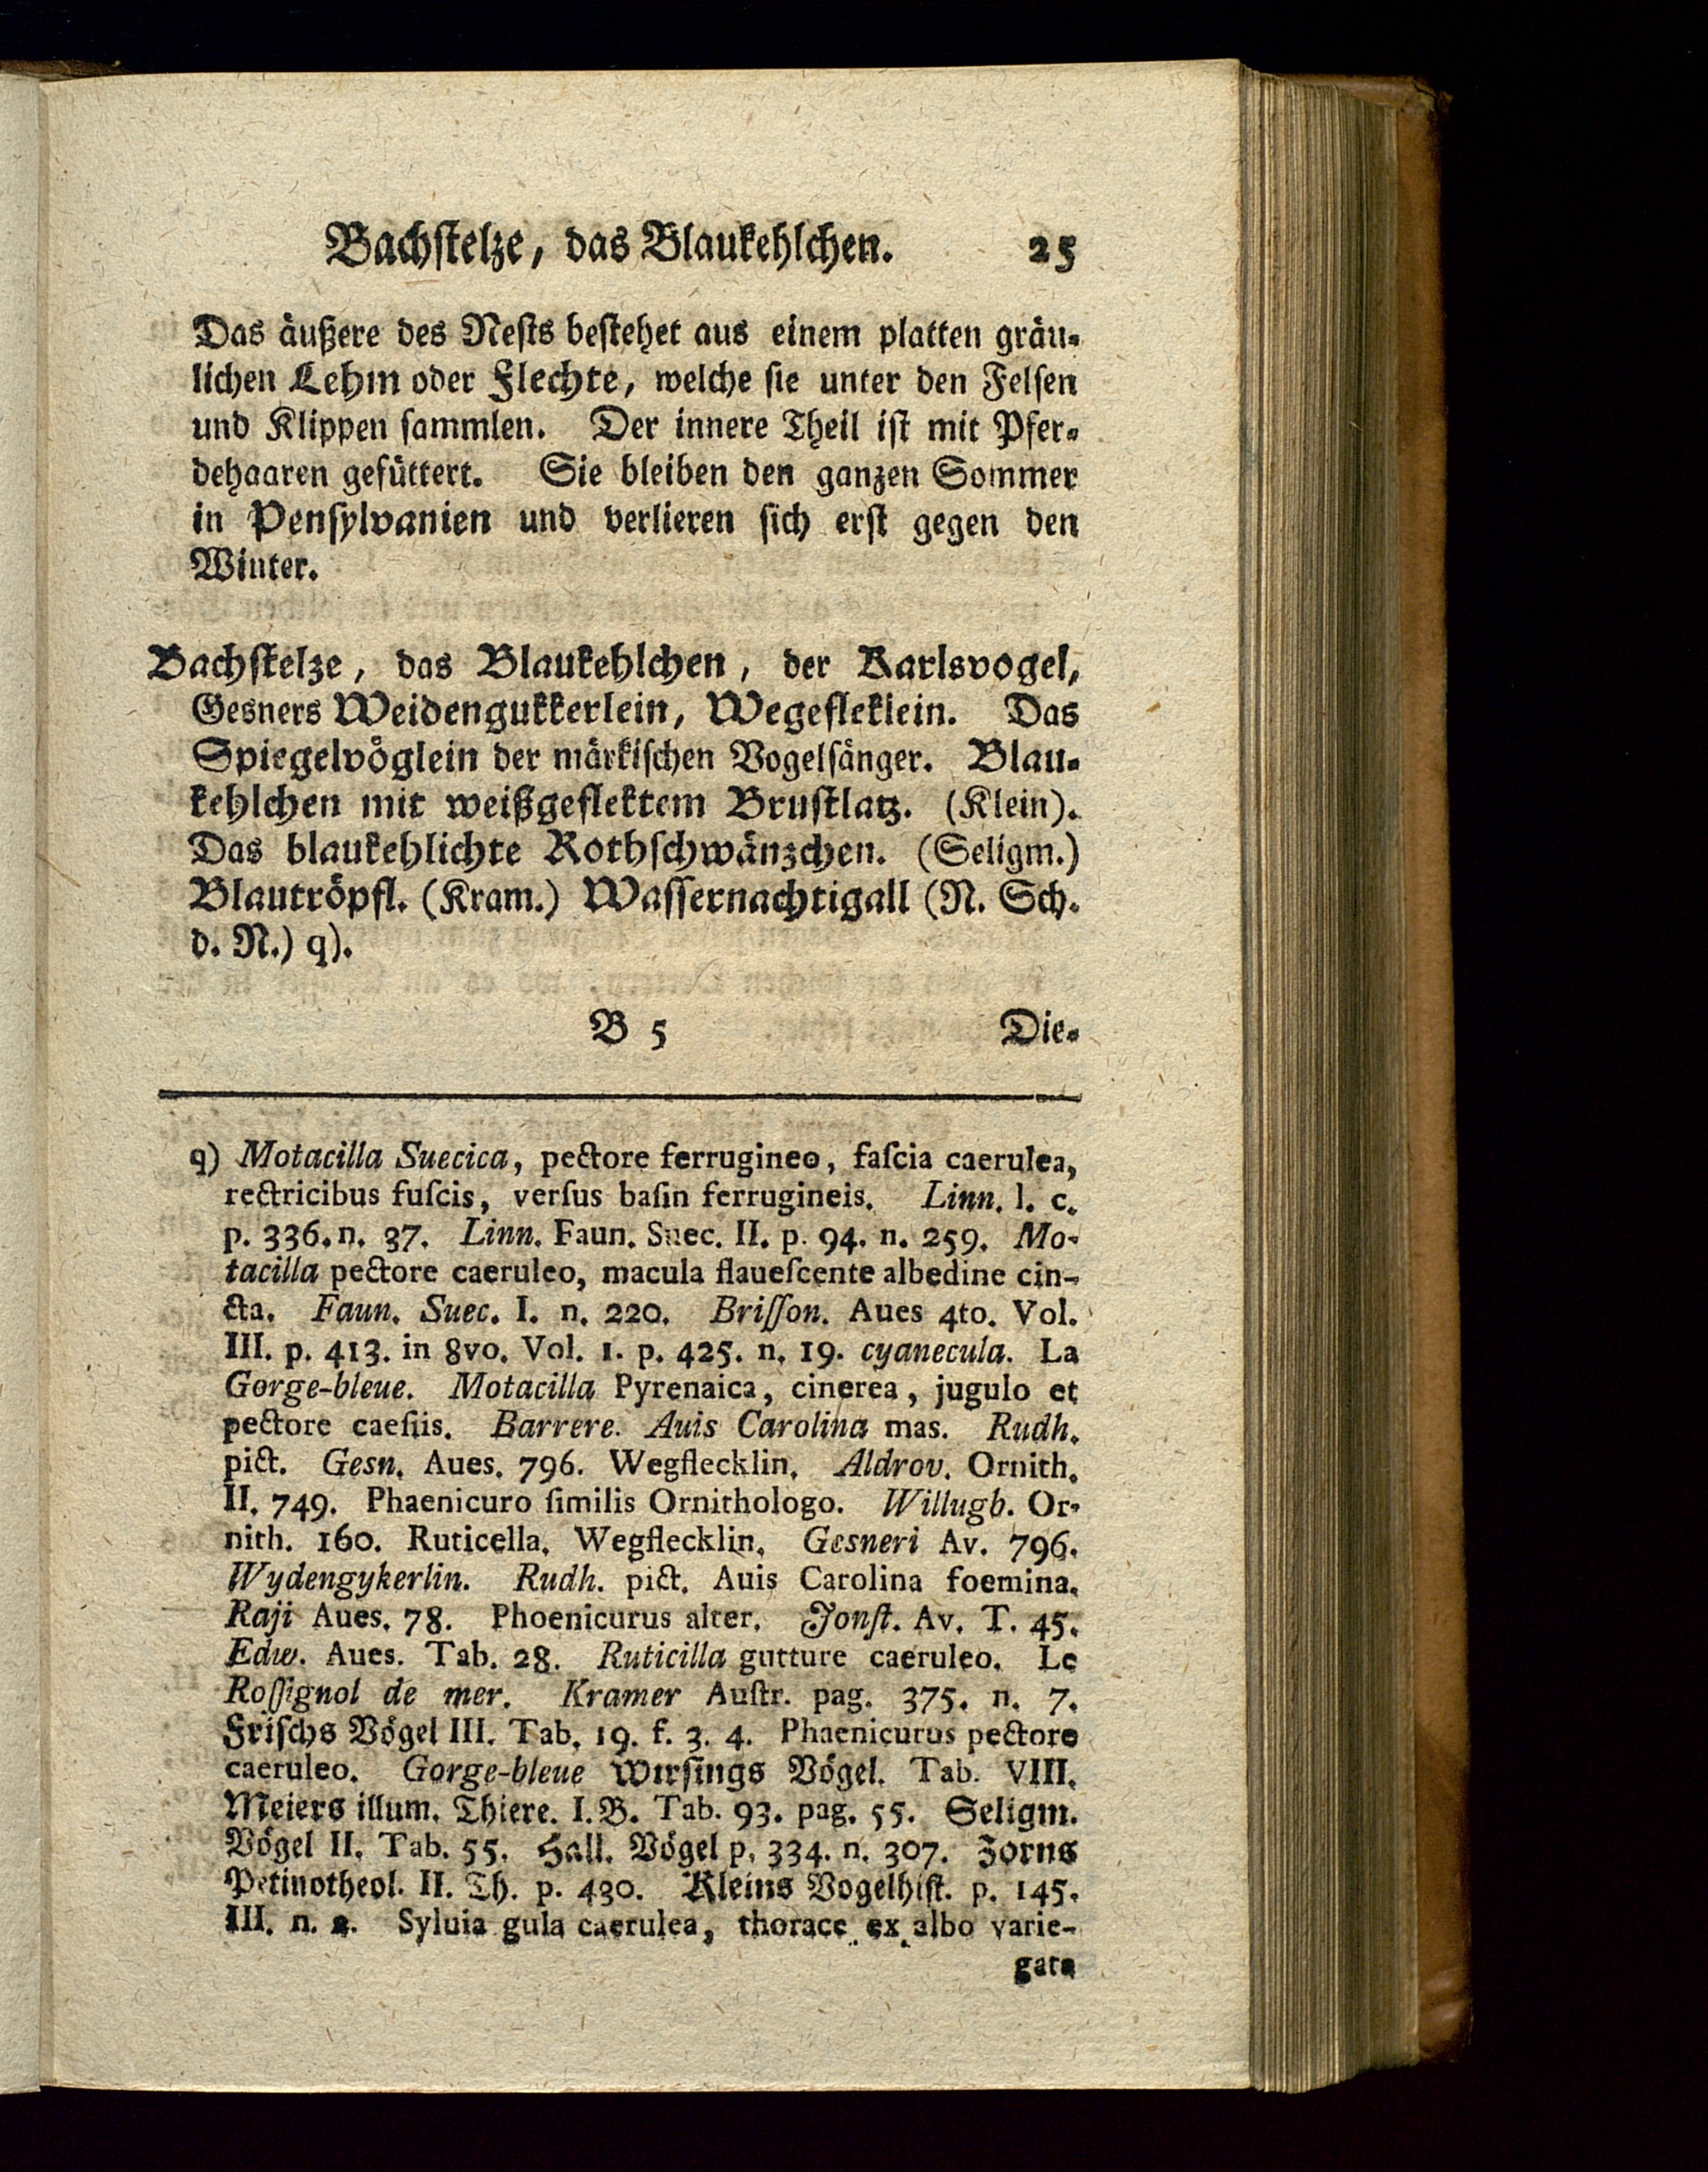 Bachstelze, das Blaukehlchen. 25
Das äußere des Nests bestehet aus einem platten gräu-
lichen Lehm oder Flechte, welche sie unter den Felsen
und Klippen sammlen. Der innere Theil ist mit Pfer-
dehaaren gefüttert. Sie bleiben den ganzen Sommer
in Pensylvanien und verlieren sich erst gegen den
Winter.
Bachstelze, das Blaukehlchen, der Karlsvogel,
Gesners Weidengukkerlein, Wegefleklein. Das
Spiegelvöglein der märkischen Vogelfänger. Blau-
kehlchen mit weißgeflektem Brustlatz. (Klein).
Das blaukehlichte Rothschwänzchen. (Seligm.)
Blautröpfl. (Kram.) Wassernachtigall (N. Sch.
d. N.) q).
B 5 Die-
q) Motacilla Suecica, pectore ferrugineo, faſcia caerulea,
rectricibus fuſcis, verſus baſin ferrugineis. Linn. l. c.
p. 336. n. 37. Linn. Faun. Suec. II. p. 94. n. 259. Mo-
tacilla pectore caeruleo, macula flaueſcente albedine cin-
cta. Faun. Suec. I. n. 220. Briſſon. Aues 4to. Vol.
III. p. 413. in 8vo. Vol. 1. p. 425. n. 19. cyanecula. La
Gorge-bleue. Motacilla Pyrenaica, cinerea, jugulo et
pectore caeſiis. Barrere. Auis Carolina mas. Rudh.
pict. Gesn. Aues. 796. Wegflecklin. Aldrov. Ornith.
II. 749. Phaenicuro ſimilis Ornithologo. Willugb. Or-
nith. 160. Ruticella. Wegflecklin. Gesneri Av. 796.
Wydengykerlin. Rudh. pict. Auis Carolina foemina.
Raji Aues. 78. Phoenicurus alter. Jonſt. Av. T. 45.
Edw. Aues. Tab. 28. Ruticilla gutture caeruleo. Le
Roſſignol de mer. Kramer Auſtr. pag. 375. n. 7.
Frischs Vögel III. Tab. 19. f. 3. 4. Phaenicurus pectore
caeruleo. Gorge-bleue Wirsings Vögel. Tab. VIII.
Meiers illum. Thiere. I. B. Tab. 93. pag. 55. Seligm.
Vögel II. Tab. 55. Hall. Vögel p. 334. n. 307. Zorns
Petinotheol. II. Th. p. 430. Kleins Vogelhist. p. 145.
III. n. 2. Syluia gula caerulea, thorace ex albo varie-
gata